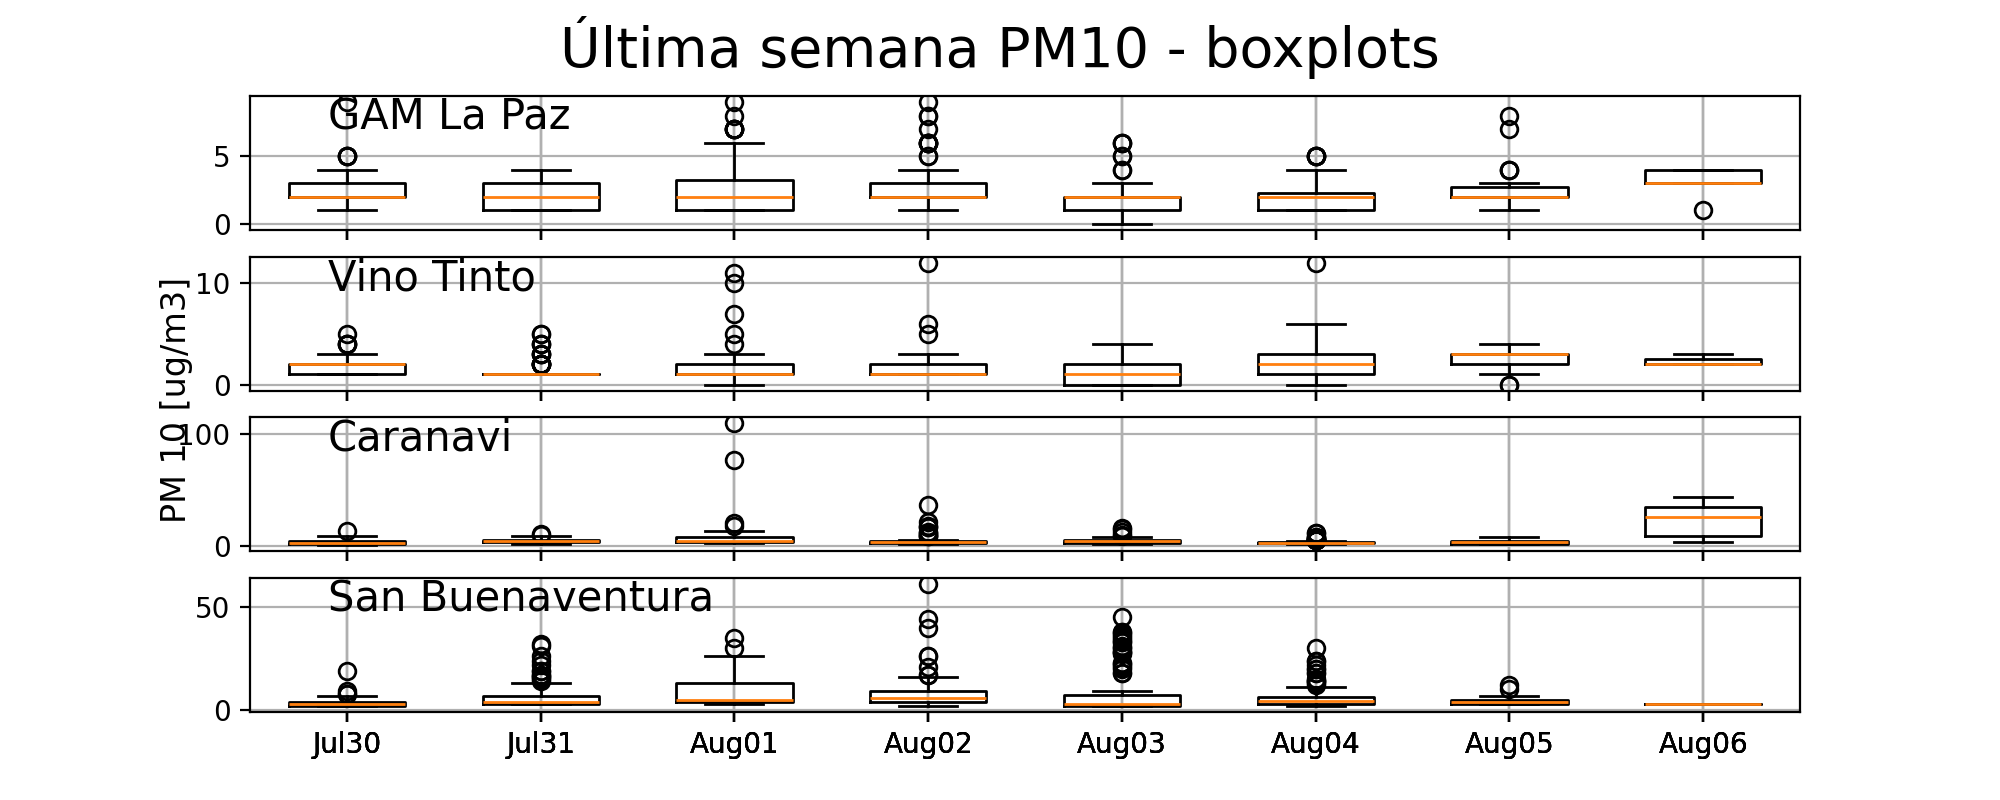 Última semana PM10 - boxplots
GAM La Paz
5
0
Vino Tinto
10
0
PM 10 [ug/m3]
Caranavi
100
0
San Buenaventura
50
0
Jul30 Jul31 Aug01 Aug02 Aug03 Aug04 Aug05 Aug06